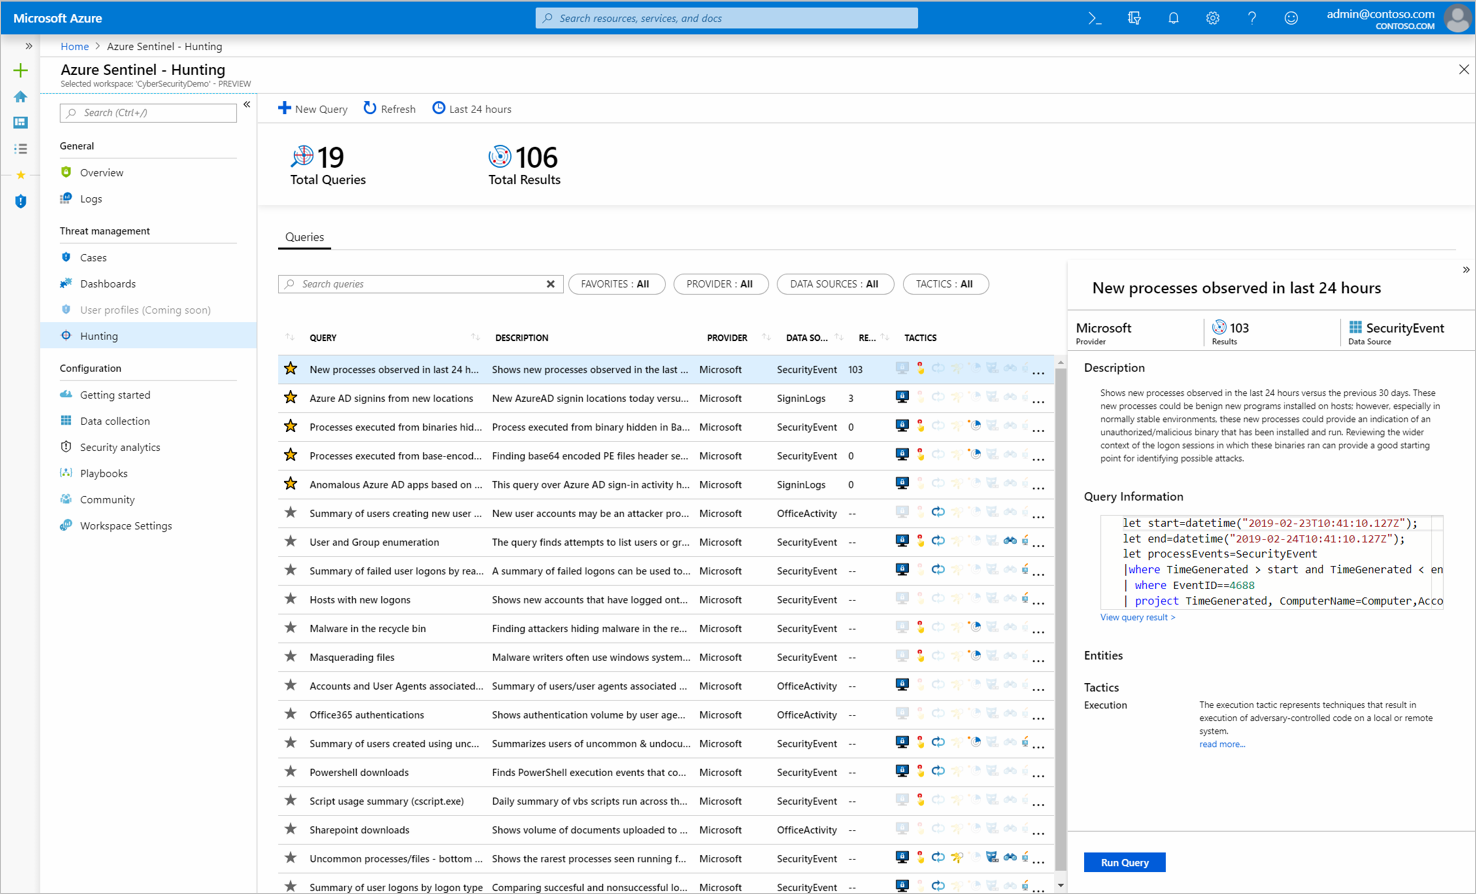 Microsoft Azure
Search resources, services, and docs
admin@contoso.com
CONTOSO.COM
Home > Azure Sentinel - Hunting
Azure Sentinel - Hunting
Selected workspace: 'CyberSecurityDemo' - PREVIEW
Search (Ctrl+/)
General
Overview
Logs
Threat management
Cases
Dashboards
User profiles (Coming soon)
Hunting
Configuration
Getting started
Data collection
Security analytics
Playbooks
Community
Workspace Settings
New Query Refresh Last 24 hours
19
Total Queries
106
Total Results
Queries
Search queries
FAVORITES : All
PROVIDER : All
DATA SOURCES : All
TACTICS : All
QUERY DESCRIPTION PROVIDER DATA SO... RE... TACTICS
New processes observed in last 24 h... Shows new processes observed in the last ... Microsoft SecurityEvent 103 ...
Azure AD signins from new locations New AzureAD signin locations today versu... Microsoft SigninLogs 3 ...
Processes executed from binaries hid... Process executed from binary hidden in Ba... Microsoft SecurityEvent 0 ...
Processes executed from base-encod... Finding base64 encoded PE files header se... Microsoft SecurityEvent 0 ...
Anomalous Azure AD apps based on ... This query over Azure AD sign-in activity h... Microsoft SigninLogs 0 ...
Summary of users creating new user ... New user accounts may be an attacker pro... Microsoft OfficeActivity -- ...
User and Group enumeration The query finds attempts to list users or gr... Microsoft SecurityEvent -- ...
Summary of failed user logons by rea... A summary of failed logons can be used to... Microsoft SecurityEvent -- ...
Hosts with new logons Shows new accounts that have logged ont... Microsoft SecurityEvent -- ...
Malware in the recycle bin Finding attackers hiding malware in the re... Microsoft SecurityEvent -- ...
Masquerading files Malware writers often use windows system... Microsoft SecurityEvent -- ...
Accounts and User Agents associated... Summary of users/user agents associated ... Microsoft OfficeActivity -- ...
Office365 authentications Shows authentication volume by user age... Microsoft OfficeActivity -- ...
Summary of users created using unc... Summarizes users of uncommon & undocu... Microsoft SecurityEvent -- ...
Powershell downloads Finds PowerShell execution events that co... Microsoft SecurityEvent -- ...
Script usage summary (cscript.exe) Daily summary of vbs scripts run across th... Microsoft SecurityEvent -- ...
Sharepoint downloads Shows volume of documents uploaded to ... Microsoft OfficeActivity -- ...
Uncommon processes/files - bottom ... Shows the rarest processes seen running f... Microsoft SecurityEvent -- ...
Summary of user logons by logon type Comparing succesful and nonsuccessful lo... Microsoft SecurityEvent -- ...
New processes observed in last 24 hours
Microsoft
Provider
103
Results
SecurityEvent
Data Source
Description
Shows new processes observed in the last 24 hours versus the previous 30 days. These
new processes could be benign new programs installed on hosts; however, especially in
normally stable environments, these new processes could provide an indication of an
unauthorized/malicious binary that has been installed and run. Reviewing the wider
context of the logon sessions in which these binaries ran can provide a good starting
point for identifying possible attacks.
Query Information
let start=datetime("2019-02-23T10:41:10.127Z");
let end=datetime("2019-02-24T10:41:10.127Z");
let processEvents=SecurityEvent
|where TimeGenerated > start and TimeGenerated < en
| where EventID==4688
| project TimeGenerated, ComputerName=Computer,Acco
View query result >
Entities
Tactics
Execution
The execution tactic represents techniques that result in
execution of adversary-controlled code on a local or remote
system.
read more...
Run Query